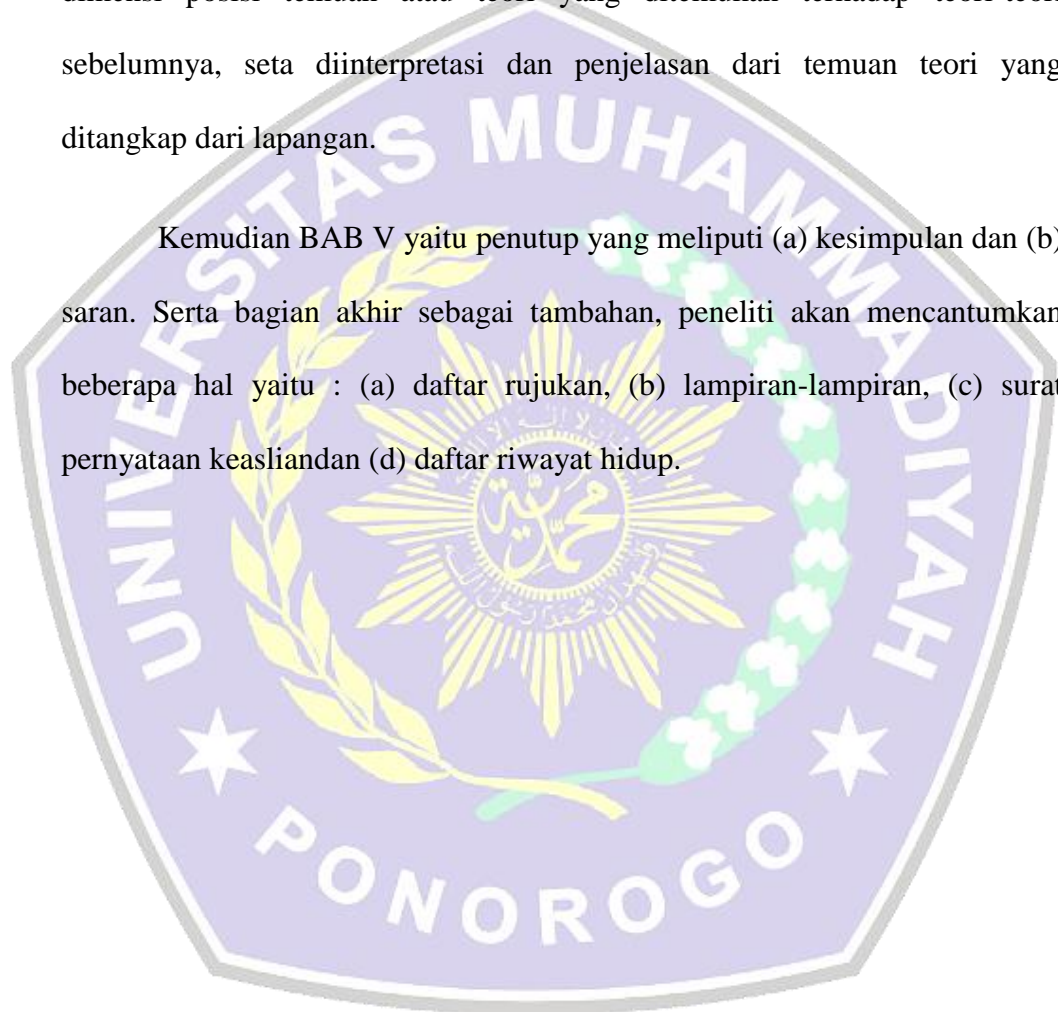 dimensi posisi temuan atau teori yang ditemukan terhadap teori-teori
sebelumnya, seta diinterpretasi dan penjelasan dari temuan teori yang
ditangkap dari lapangan.
Kemudian BAB V yaitu penutup yang meliputi (a) kesimpulan dan (b)
saran. Serta bagian akhir sebagai tambahan, peneliti akan mencantumkan
beberapa hal yaitu : (a) daftar rujukan, (b) lampiran-lampiran, (c) surat
pernyataan keasliandan (d) daftar riwayat hidup.
UNIVERSITAS MUHAMMADIYAH
PONOROGO
محمدية